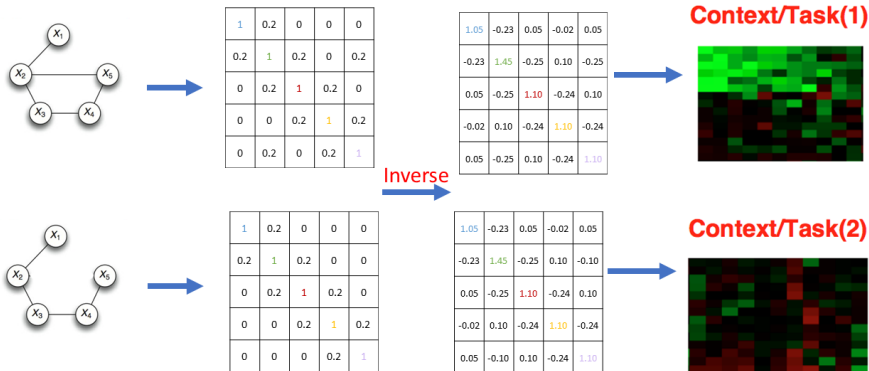 Context/Task(1)
X1
X2
X5
X3
X4
1 0.2 0 0 0
0.2 1 0.2 0 0.2
0 0.2 1 0.2 0
0 0 0.2 1 0.2
0 0.2 0 0.2 1
1.05 -0.23 0.05 -0.02 0.05
-0.23 1.45 -0.25 0.10 -0.25
0.05 -0.25 1.10 -0.24 0.10
-0.02 0.10 -0.24 1.10 -0.24
0.05 -0.25 0.10 -0.24 1.10
Inverse
Context/Task(2)
X1
X2
X5
X3
X4
1 0.2 0 0 0
0.2 1 0.2 0 0
0 0.2 1 0.2 0
0 0 0.2 1 0.2
0 0 0 0.2 1
1.05 -0.23 0.05 -0.02 0.05
-0.23 1.45 -0.25 0.10 -0.10
0.05 -0.25 1.10 -0.24 0.10
-0.02 0.10 -0.24 1.10 -0.24
0.05 -0.10 0.10 -0.24 1.10